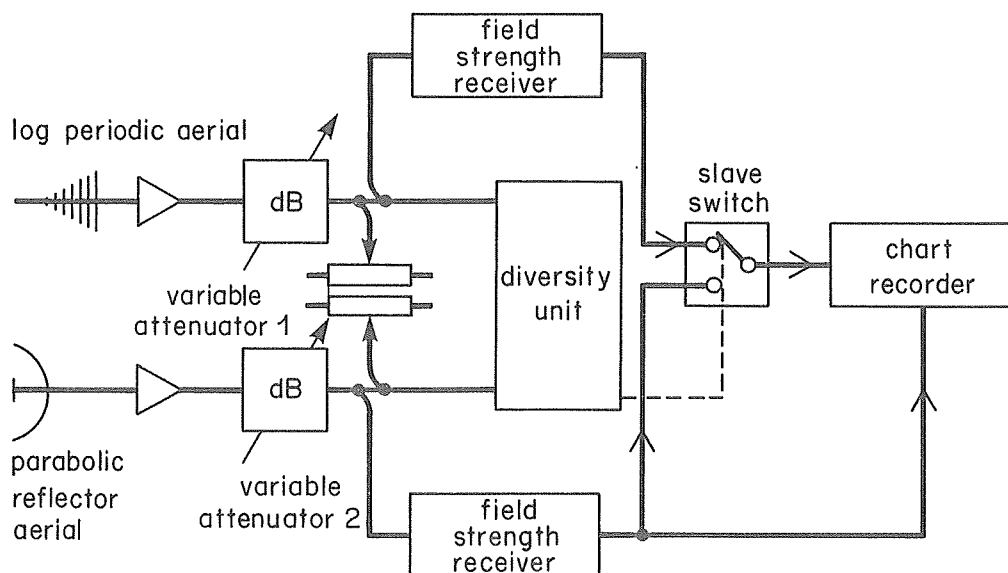 field
strength
receiver
log periodic aerial
dB
slave
switch
diversity
unit
chart
recorder
variable
attenuator 1
dB
parabolic
reflector
aerial
variable
attenuator 2
field
strength
receiver